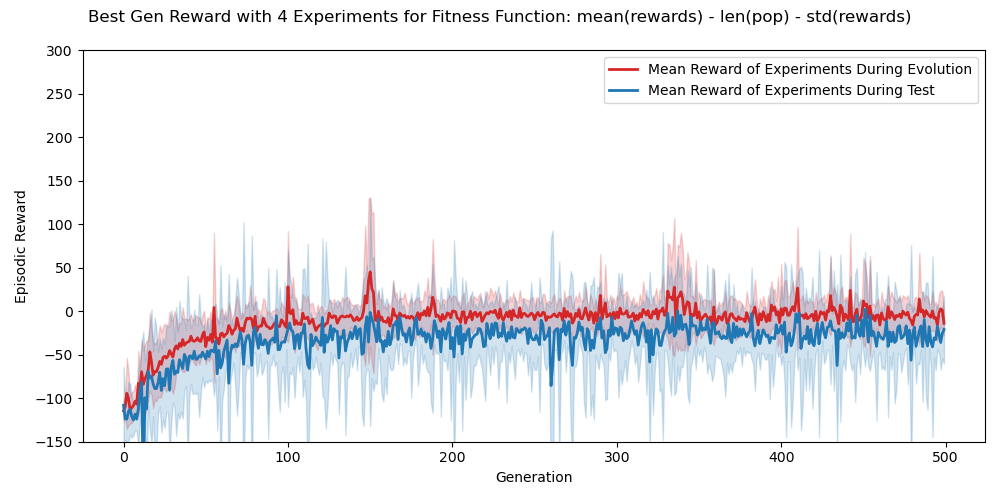 Best Gen Reward with 4 Experiments for Fitness Function: mean(rewards) - len(pop) - std(rewards)
Mean Reward of Experiments During Evolution
Mean Reward of Experiments During Test
Episodic Reward
300
250
200
150
100
50
0
−50
−100
−150
0 100 200 300 400 500
Generation